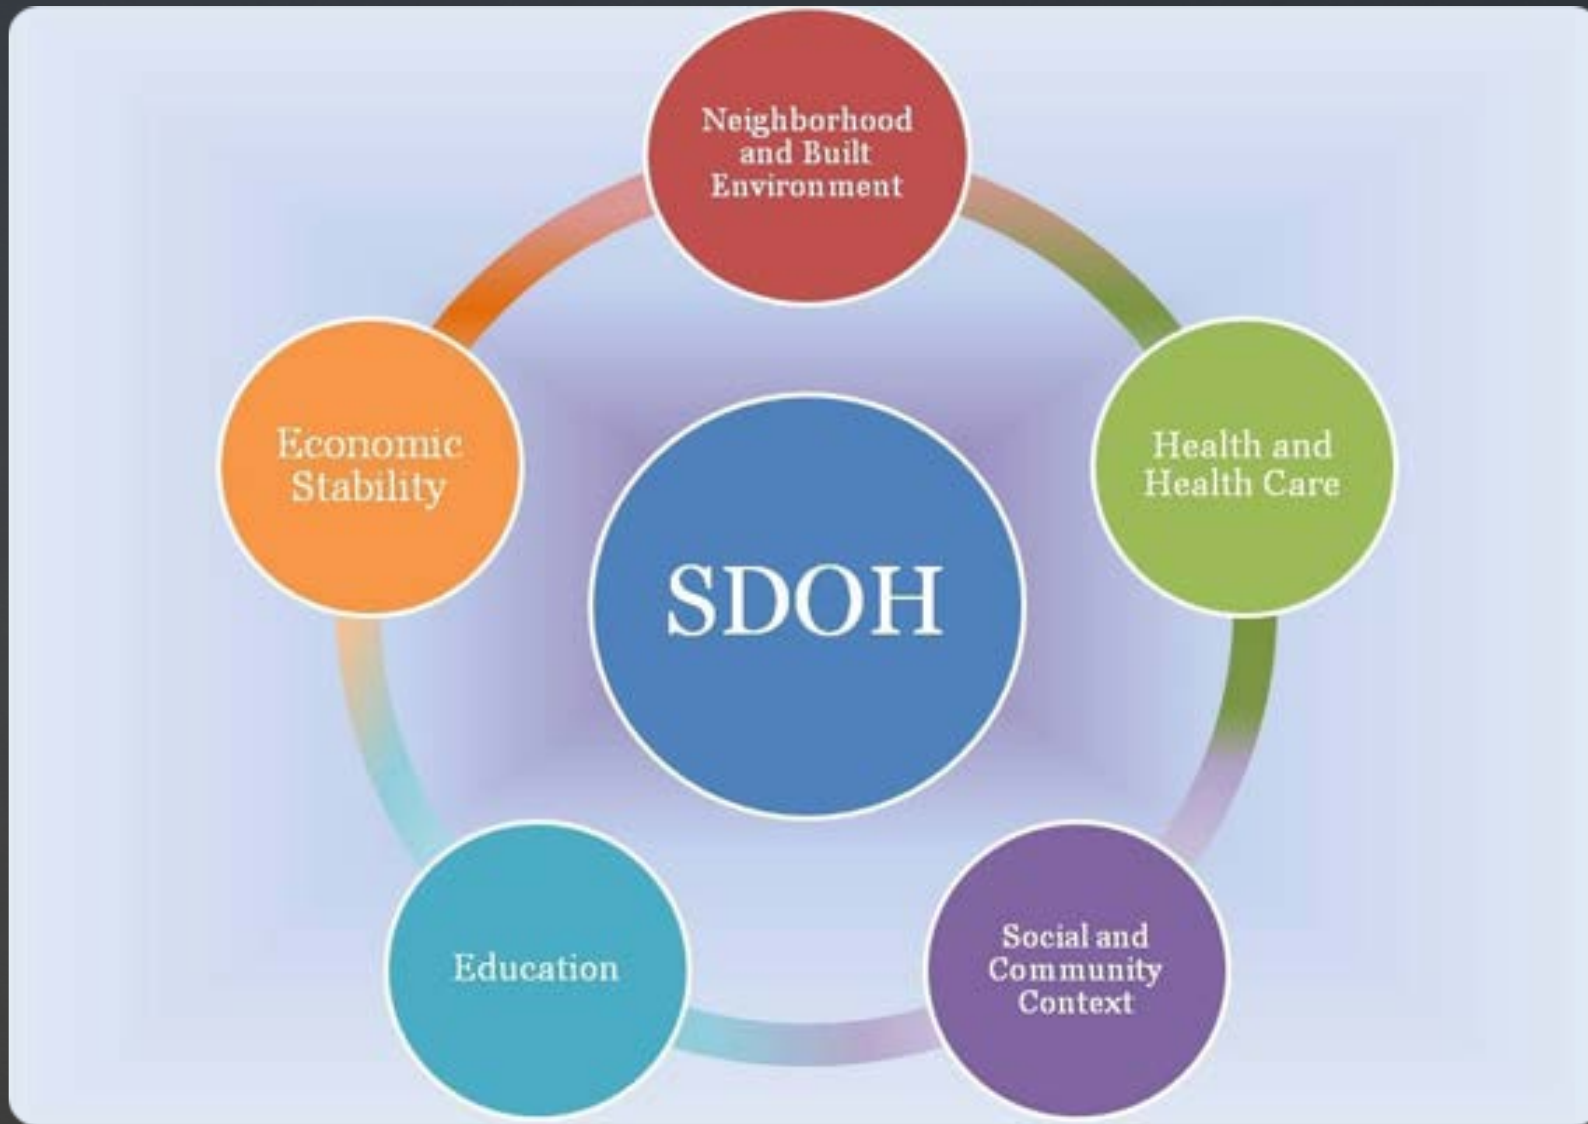 Neighborhood
and Built
Environment
Economic
Stability
Health and
Health Care
SDOH
Education
Social and
Community
Context